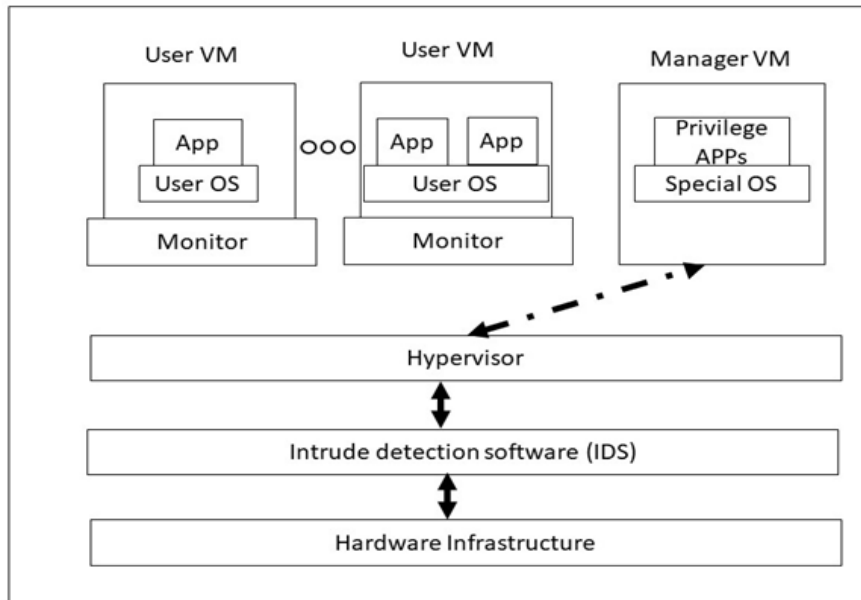 User VM
User VM
Manager VM
App
App
App
Privilege
APPs
User OS
User OS
Special OS
Monitor
Monitor
Hypervisor
Intrude detection software (IDS)
Hardware Infrastructure